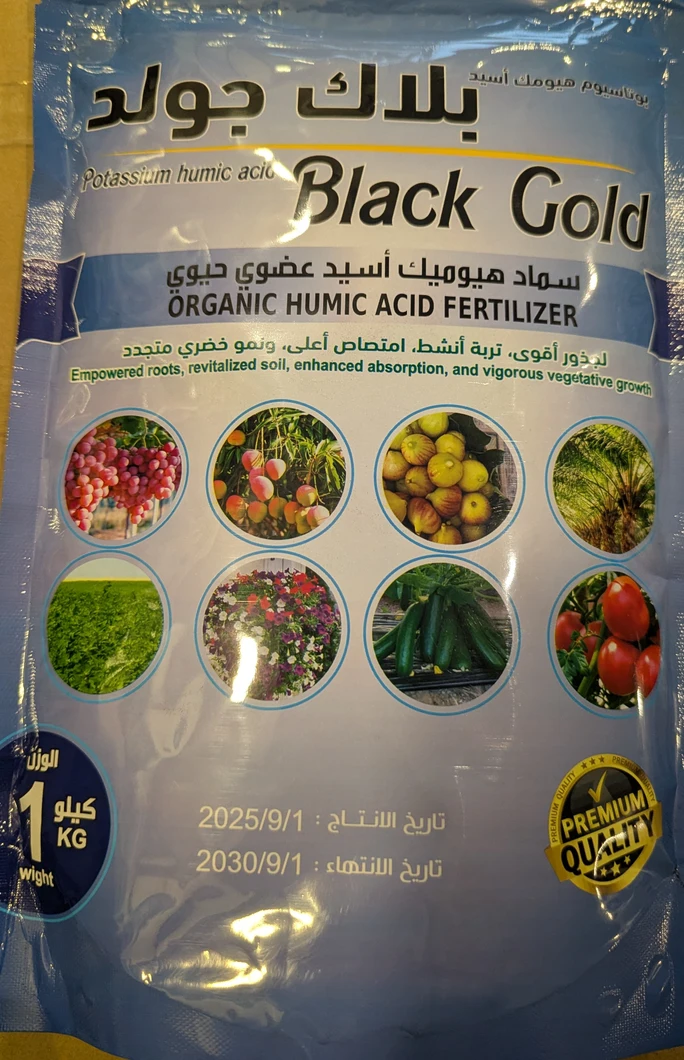 بلاك جولد
بوتاسيوم هيومك أسيد
Potassium humic acid
Black Gold
سماد هيوميك أسيد عضوي حيوي
ORGANIC HUMIC ACID FERTILIZER
لجذور أقوى، تربة أنشط، امتصاص أعلى، ونمو خضري متجدد
Empowered roots, revitalized soil, enhanced absorption, and vigorous vegetative growth
الوزن
1 كيلو
KG
wight
تاريخ الانتاج : 2025/9/1
تاريخ الانتهاء : 2030/9/1
PREMIUM QUALITY
PREMIUM
QUALITY